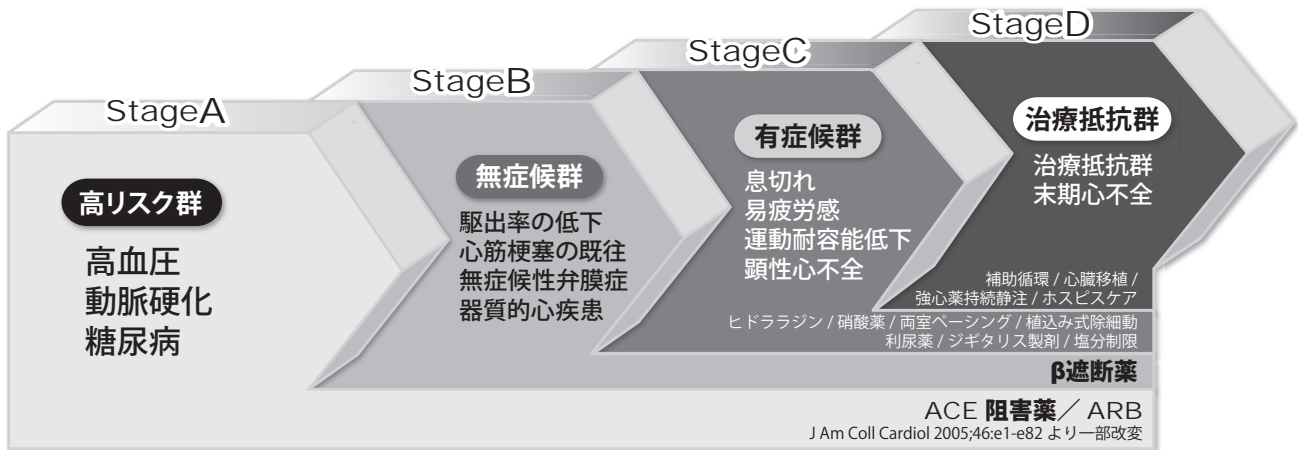 StageA
高リスク群
高血圧
動脈硬化
糖尿病
StageB
無症候群
駆出率の低下
心筋梗塞の既往
無症候性弁膜症
器質的心疾患
StageC
有症候群
息切れ
易疲労感
運動耐容能低下
顕性心不全
StageD
治療抵抗群
治療抵抗群
末期心不全
補助循環 / 心臓移植 /
強心薬持続静注 / ホスピスケア
ヒドララジン / 硝酸薬 / 両室ペーシング / 植込み式除細動
利尿薬 / ジギタリス製剤 / 塩分制限
β遮断薬
ACE 阻害薬／ ARB
J Am Coll Cardiol 2005;46:e1-e82 より一部改変